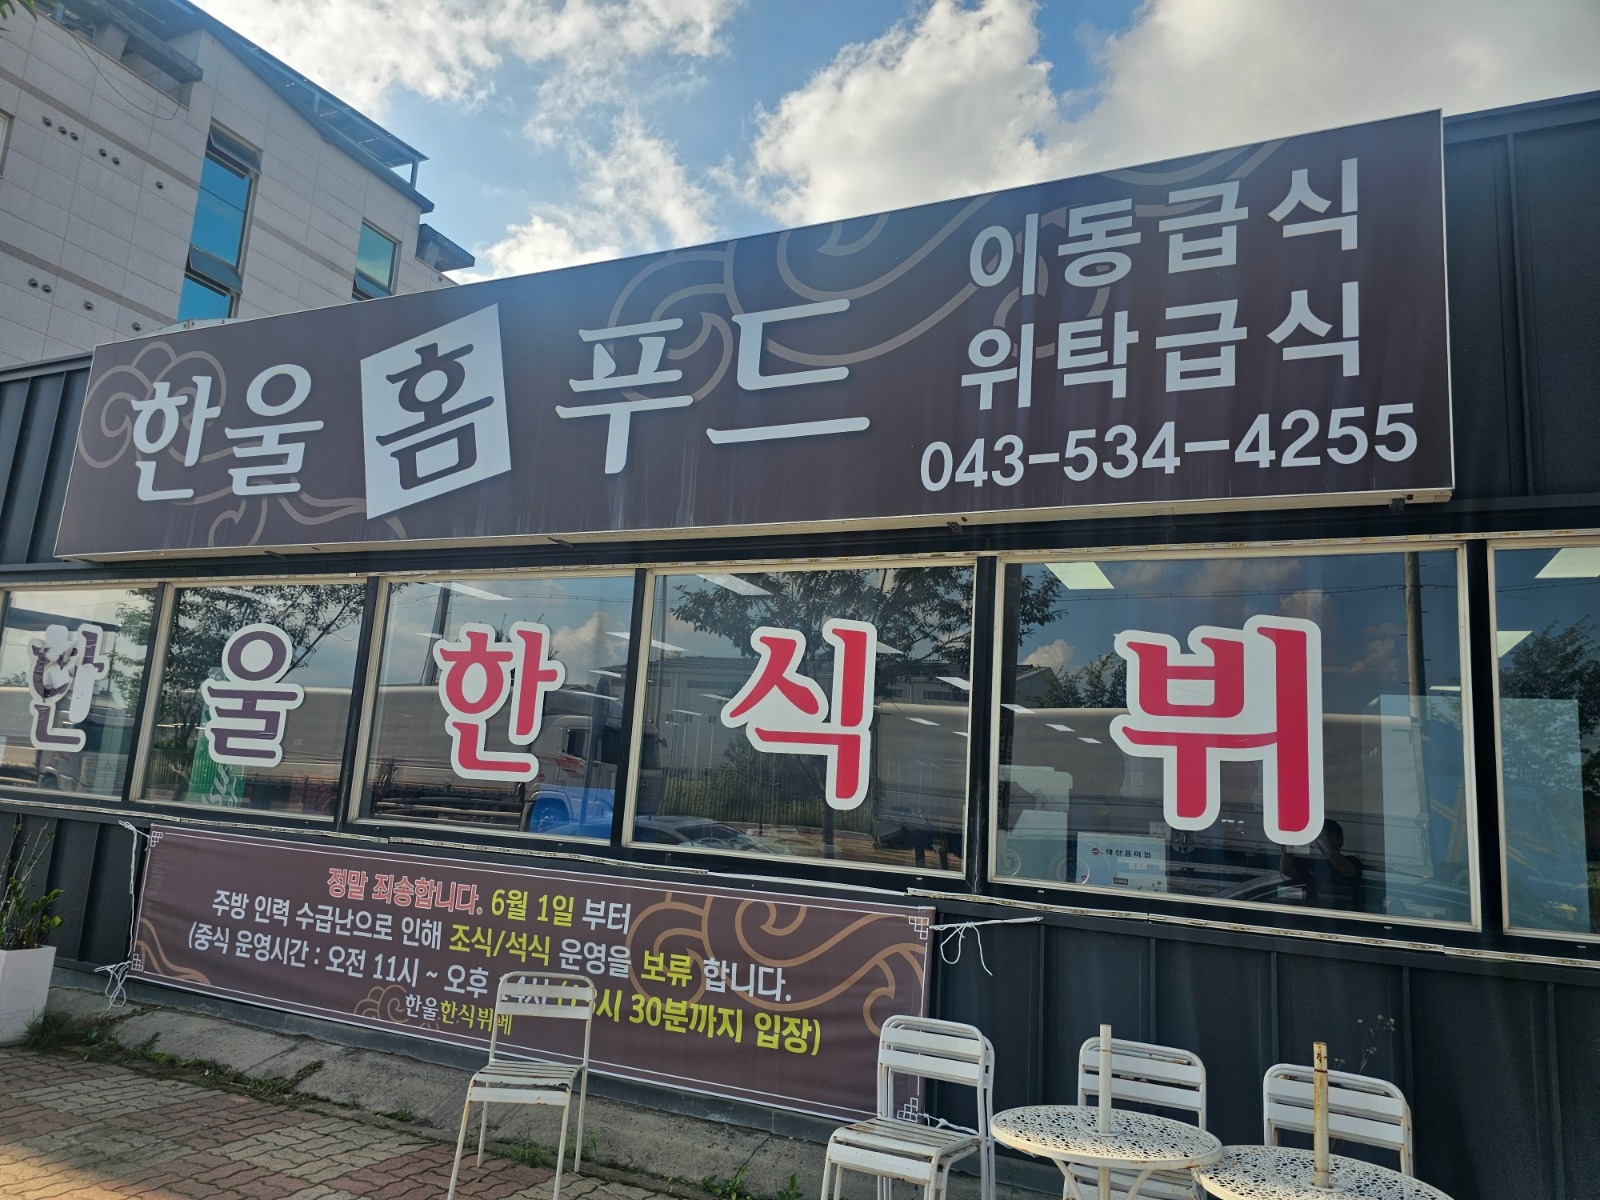 한울홈푸드
이동급식
위탁급식
043-534-4255
한울한식뷔
정말 죄송합니다. 6월 1일 부터
주방 인력 수급난으로 인해 조식/석식 운영을 보류 합니다.
(중식 운영시간 : 오전 11시 ~ 오후 시 30분까지 입장)
한울한식뷔페